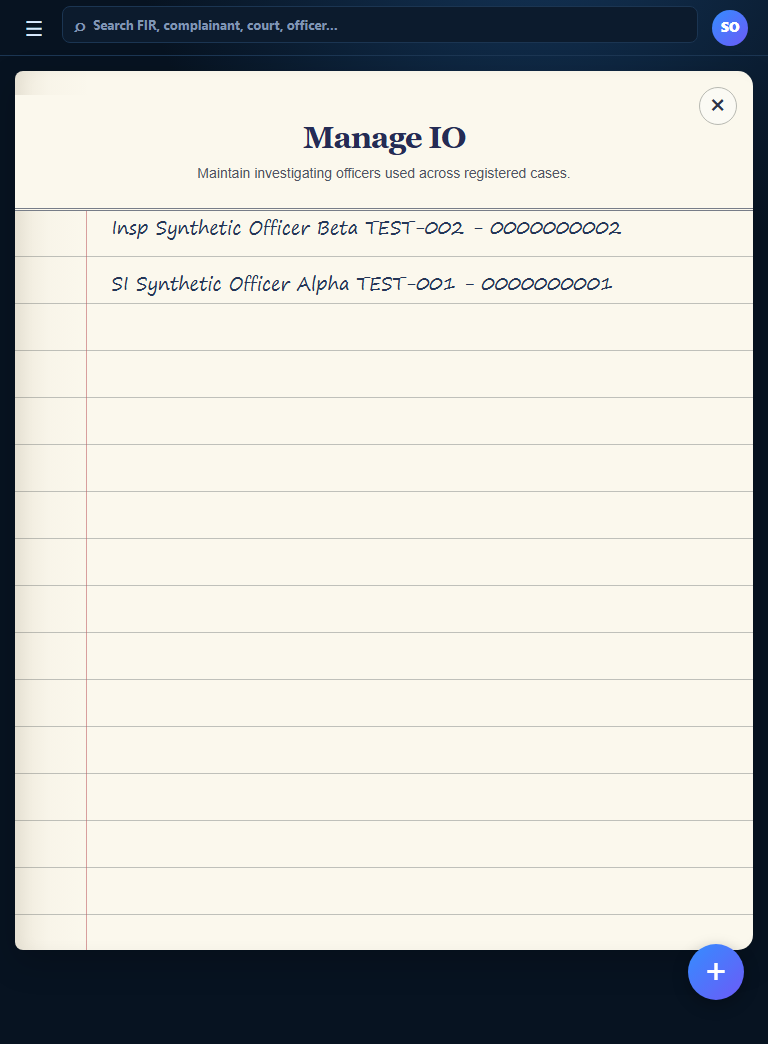 ☰
Search FIR, complainant, court, officer...
SO
×
Manage IO
Maintain investigating officers used across registered cases.
Insp Synthetic Officer Beta TEST-002 - 0000000002
SI Synthetic Officer Alpha TEST-001 - 0000000001
+